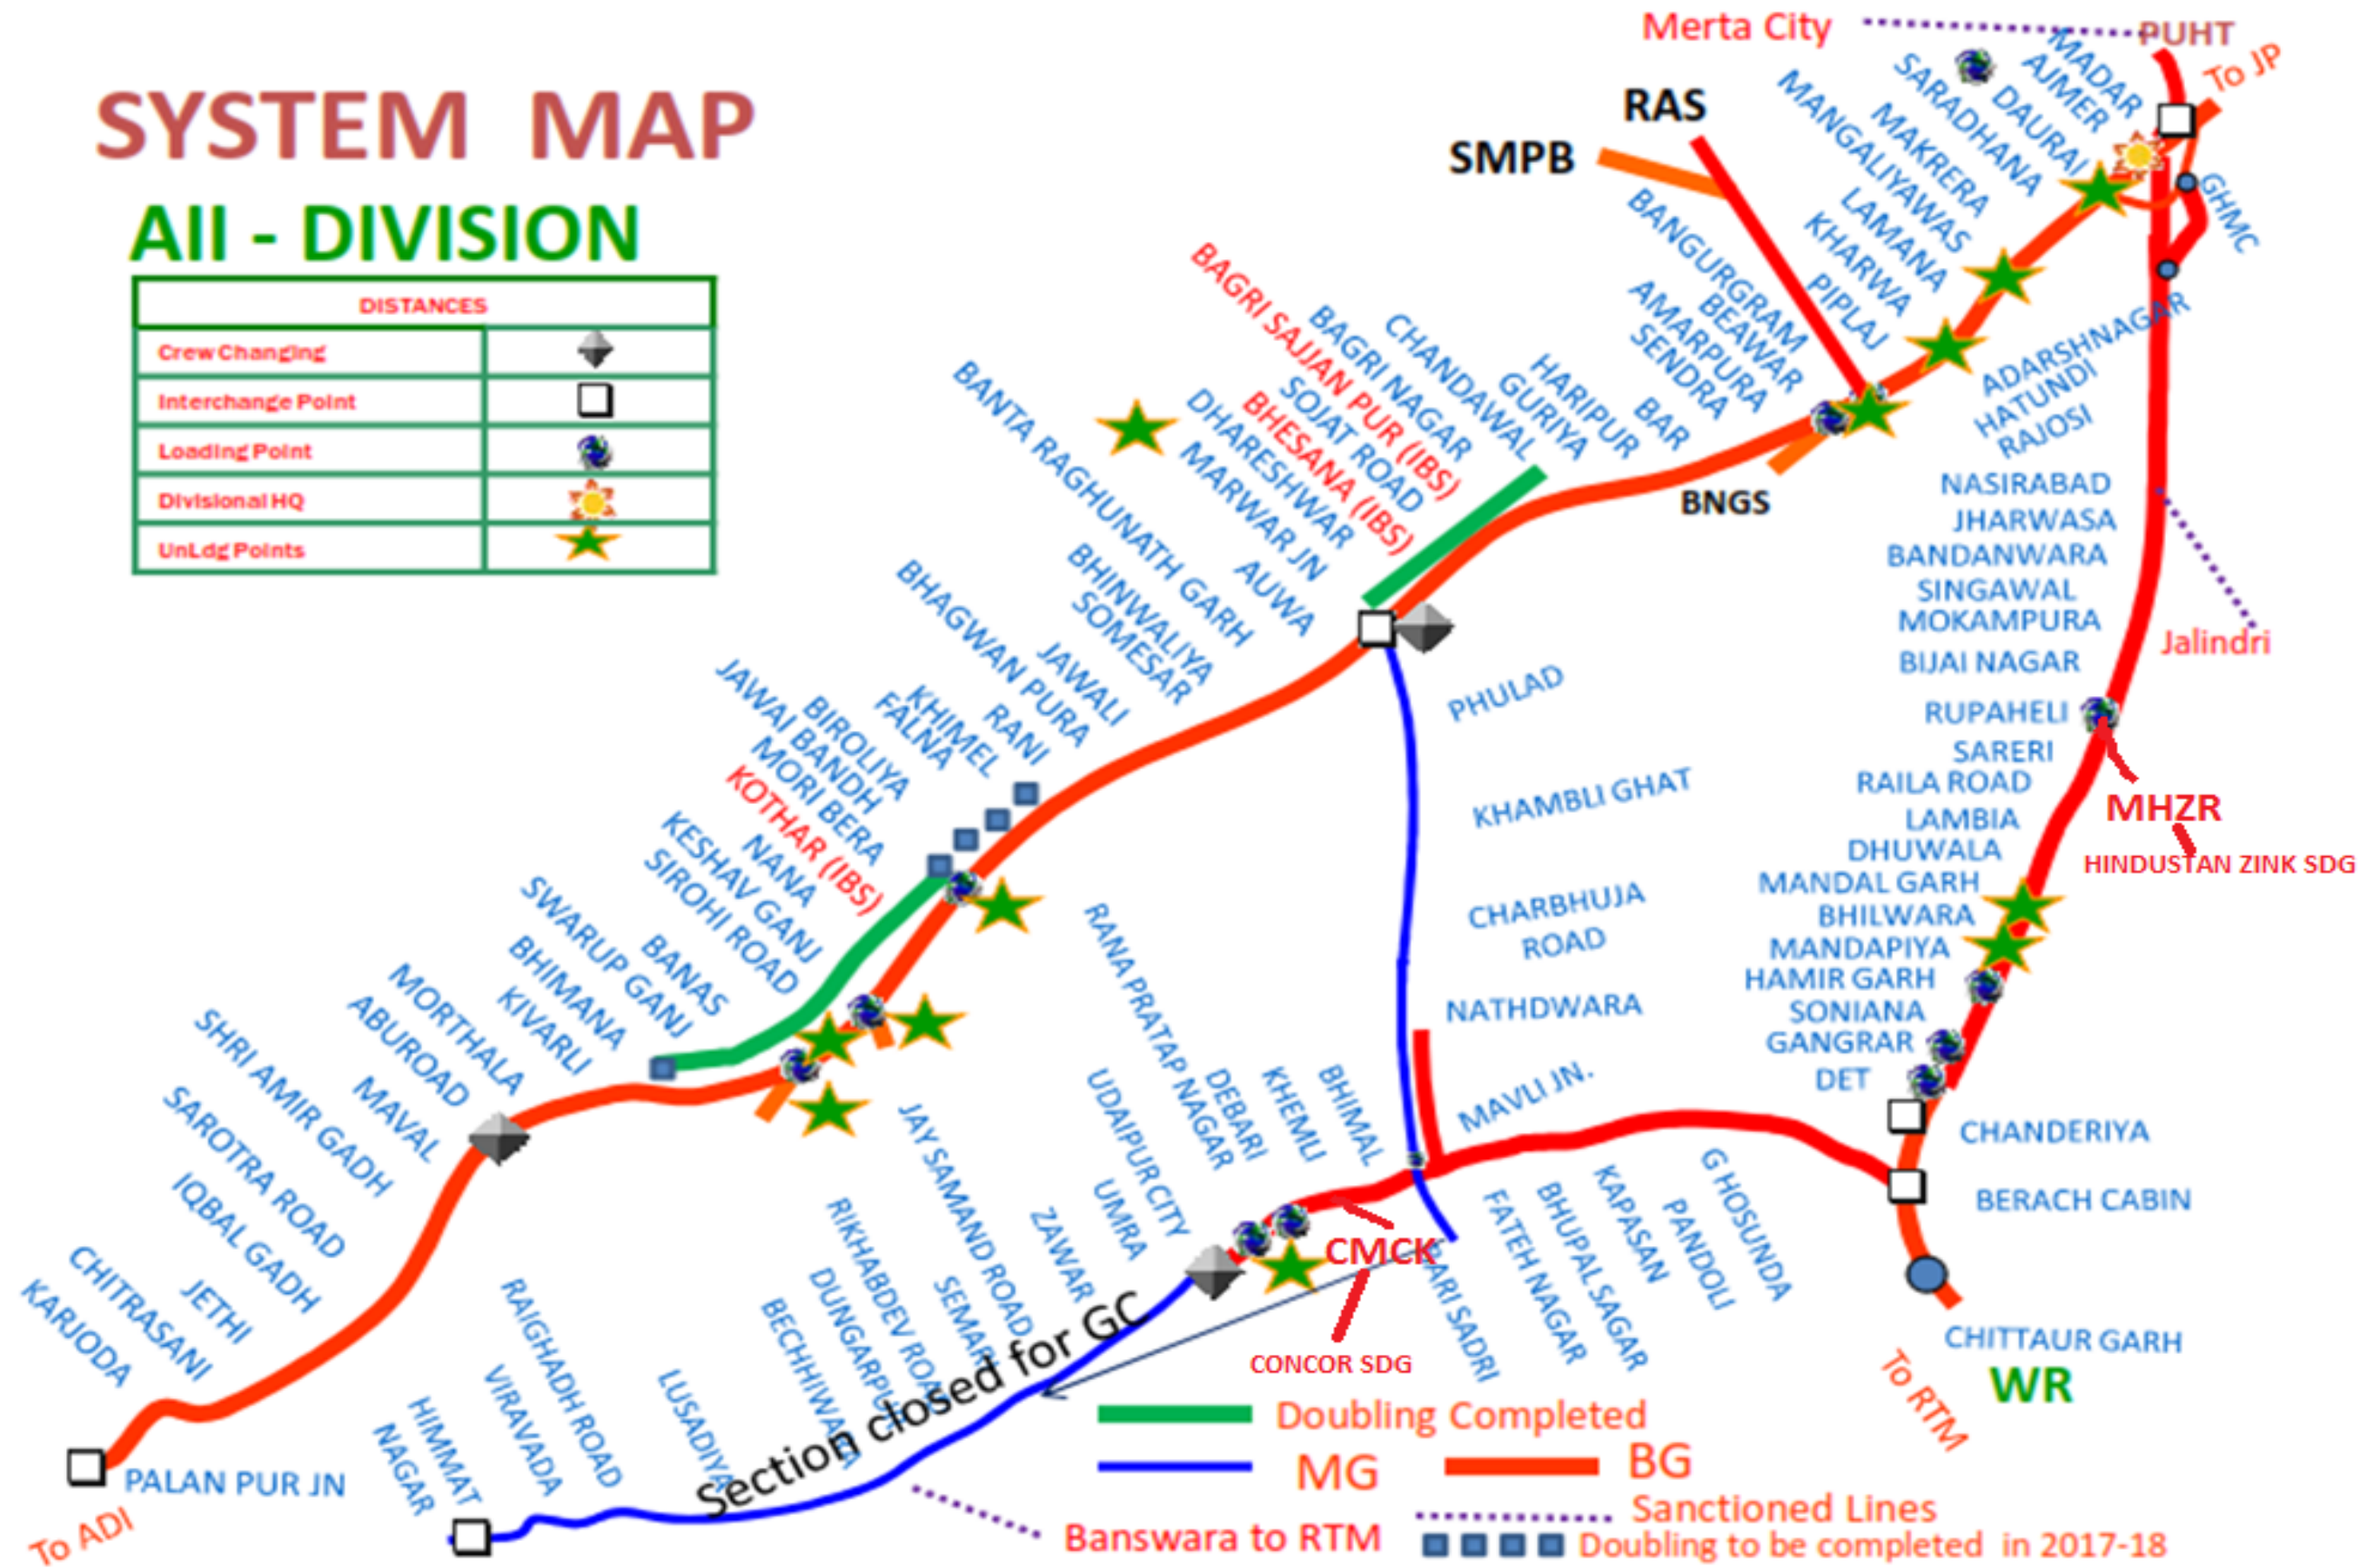 SYSTEM MAP
AII - DIVISION
DISTANCES
Crew Changing
Interchange Point
Loading Point
Divisional HQ
UnLdg Points
Merta City
PUHT
To JP
MADAR
AJMER
DAURAI
SARADHANA
MAKRERA
MANGALIYAWAS
LAMANA
KHARWA
PIPLAJ
GHMC
RAS
SMPB
BANGURGRAM
BEAWAR
AMARPURA
SENDRA
BAR
HARIPUR
GURIYA
CHANDAWAL
BAGRI NAGAR
BAGRI SAJJAN PUR (IBS)
SOJAT ROAD
BHESANA (IBS)
DHARESHWAR
MARWAR JN
AUWA
BANTA RAGHUNATH GARH
BHINWALIYA
SOMESAR
JAWALI
BHAGWAN PURA
RANI
KHIMEL
FALNA
BIROLIYA
JAWAI BANDH
MORI BERA
KOTHAR (IBS)
NANA
KESHAV GANJ
SIROHI ROAD
BANAS
SWARUP GANJ
BHIMANA
KIVARLI
MORTHALA
ABUROAD
MAVAL
SHRI AMIR GADH
SAROTRA ROAD
IQBAL GADH
JETHI
CHITRASANI
KARJODA
PALAN PUR JN
To ADI
BNGS
ADARSHNAGAR
HATUNDI
RAJOSI
NASIRABAD
JHARWASA
BANDANWARA
SINGAWAL
MOKAMPURA
BIJAI NAGAR
Jalindri
RUPAHELI
SARERI
RAILA ROAD
LAMBIA
DHUWALA
MANDAL GARH
BHILWARA
MANDAPIYA
HAMIR GARH
SONIANA
GANGRAR
DET
MHZR
HINDUSTAN ZINK SDG
CHANDERIYA
BERACH CABIN
CHITTAUR GARH
WR
To RTM
PHULAD
KHAMBLI GHAT
CHARBHUJA
ROAD
NATHDWARA
MAVLI JN.
G HOSUNDA
PANDOLI
KAPASAN
BHUPALSAGAR
FATEH NAGAR
BARI SADRI
BHIMAL
KHEMLI
DEBARI
RANA PRATAP NAGAR
UDAIPUR CITY
UMRA
ZAWAR
JAY SAMAND ROAD
SEMARI
RIKHABDEV ROAD
DUNGARPUR
BECHHIWARA
LUSADIYA
RAIGHADH ROAD
VIRAVADA
HIMMAT
NAGAR
CMCK
CONCOR SDG
Section closed for GC
Doubling Completed
MG
BG
Sanctioned Lines
Banswara to RTM
Doubling to be completed in 2017-18